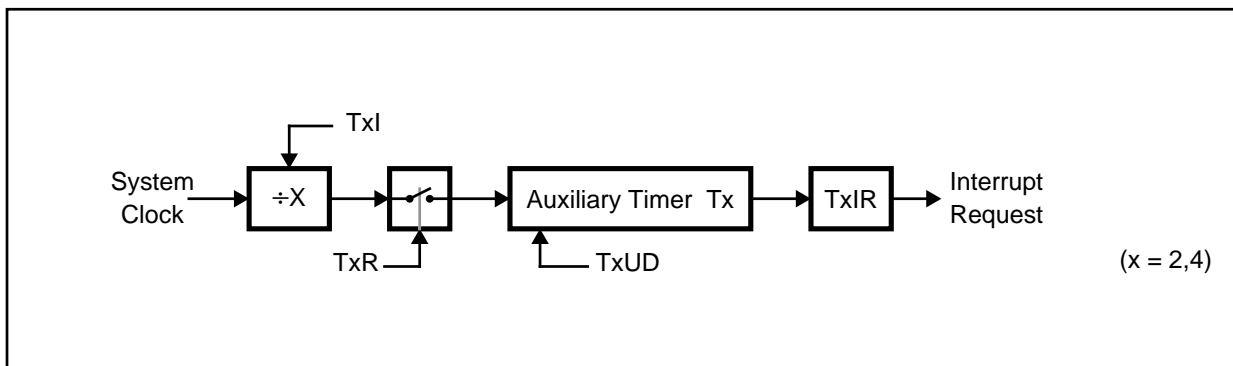 TxI
System
Clock
÷X
Auxiliary Timer Tx
TxIR
Interrupt
Request
TxR
TxUD
(x = 2,4)